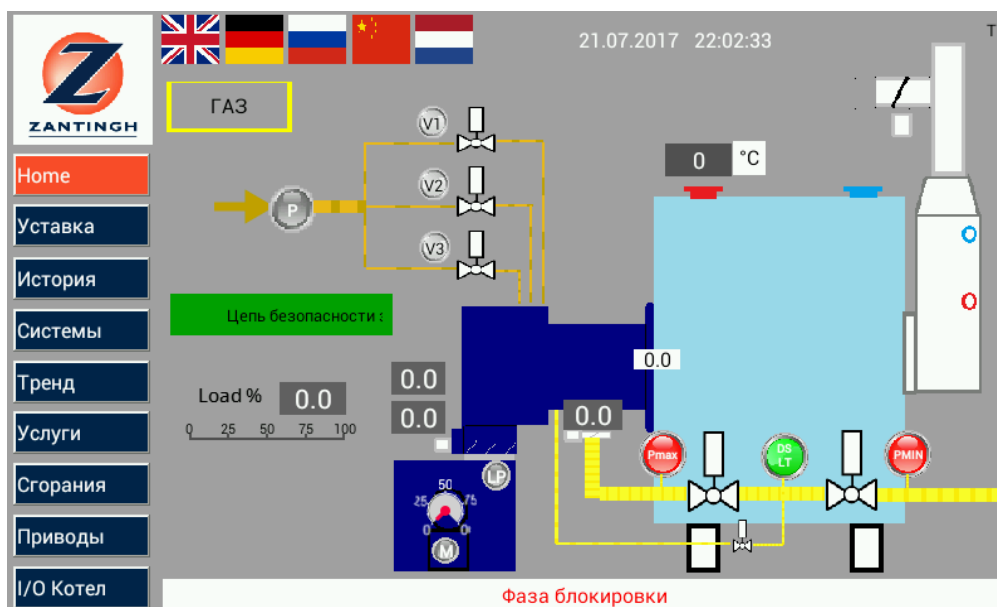 21.07.2017 22:02:33
T
ZANTINGH
ГАЗ
V1
V2
V3
P
0 °C
Home
Уставка
История
Системы
Тренд
Услуги
Сгорания
Приводы
I/O Котел
Цепь безопасности з
Load % 0.0
0 25 50 75 100
0.0
0.0
0.0
0.0
Pmax
DS
LT
PMIN
LP
50
25 75
0
M
Фаза блокировки